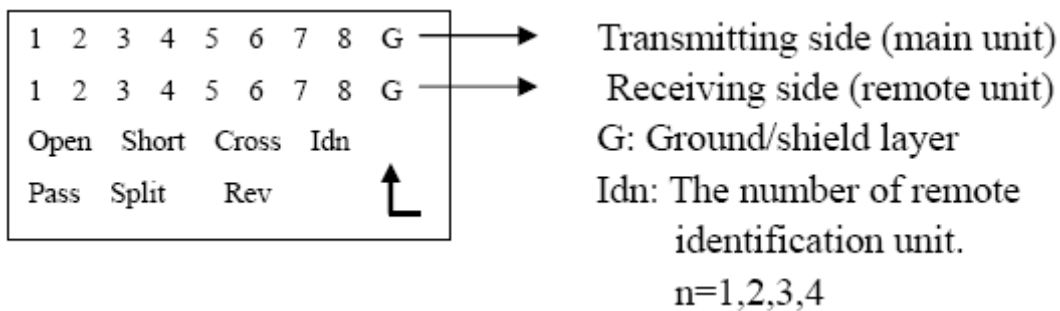 1 2 3 4 5 6 7 8 G
1 2 3 4 5 6 7 8 G
Open Short Cross Idn
Pass Split Rev
Transmitting side (main unit)
Receiving side (remote unit)
G: Ground/shield layer
Idn: The number of remote
identification unit.
n=1,2,3,4